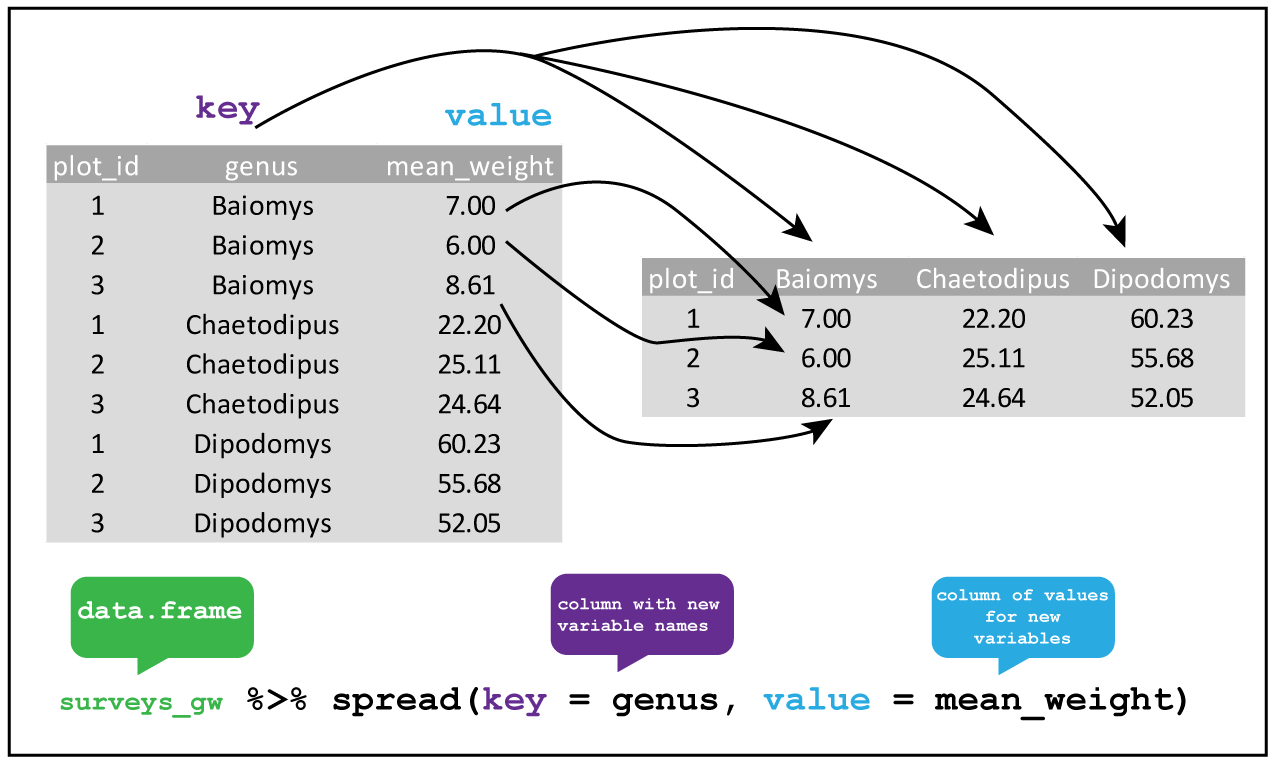 key
value
plot_id genus mean_weight
1 Baiomys 7.00
2 Baiomys 6.00
3 Baiomys 8.61
1 Chaetodipus 22.20
2 Chaetodipus 25.11
3 Chaetodipus 24.64
1 Dipodomys 60.23
2 Dipodomys 55.68
3 Dipodomys 52.05
plot_id Baiomys Chaetodipus Dipodomys
1 7.00 22.20 60.23
2 6.00 25.11 55.68
3 8.61 24.64 52.05
data.frame
column with new
variable names
column of values
for new
variables
surveys_gw %>% spread(key = genus, value = mean_weight)